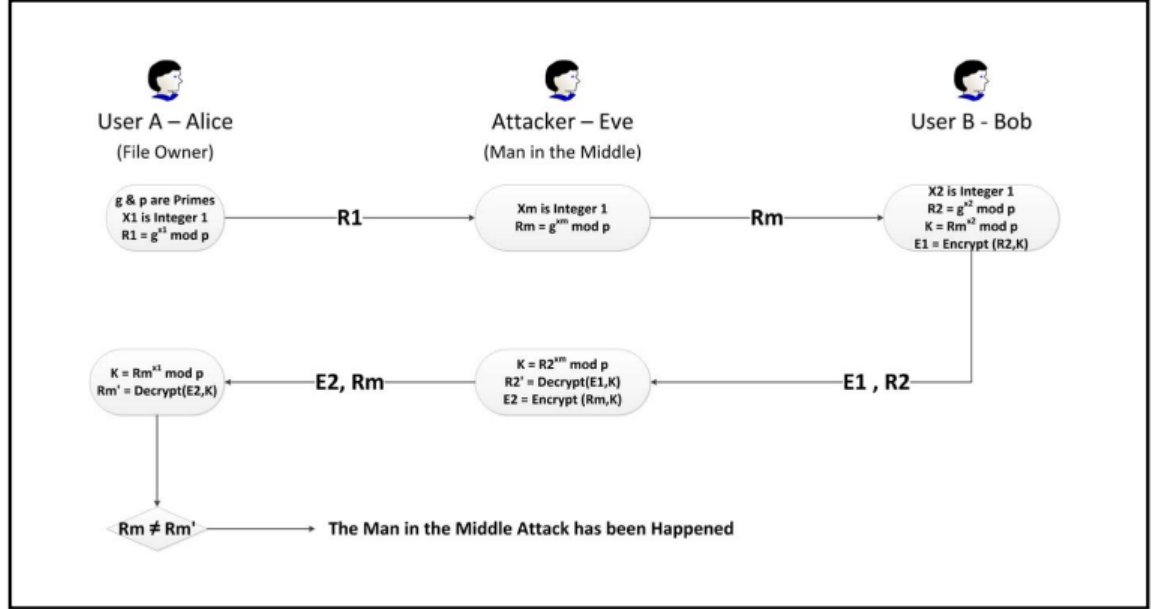 User A – Alice
(File Owner)
Attacker – Eve
(Man in the Middle)
User B - Bob
g & p are Primes
X1 is Integer 1
R1 = g^x1 mod p
R1
Xm is Integer 1
Rm = g^xm mod p
Rm
X2 is Integer 1
R2 = g^x2 mod p
K = Rm^x2 mod p
E1 = Encrypt (R2,K)
K = Rm^x1 mod p
Rm' = Decrypt(E2,K)
E2, Rm
K = R2^xm mod p
R2' = Decrypt(E1,K)
E2 = Encrypt (Rm,K)
E1 , R2
Rm ≠ Rm'
The Man in the Middle Attack has been Happened